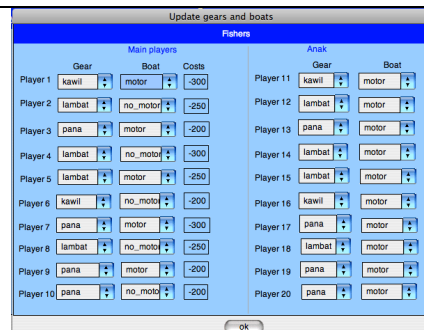 Update gears and boats
Fishers
Main players Anak
Gear Boat Costs Gear Boat
Player 1 kawil motor -300 Player 11 kawil motor
Player 2 lambat no_motor -250 Player 12 lambat motor
Player 3 pana motor -200 Player 13 pana motor
Player 4 lambat no_motor -300 Player 14 lambat motor
Player 5 lambat motor -200 Player 15 lambat motor
Player 6 kawil no_motor -200 Player 16 kawil motor
Player 7 pana motor -300 Player 17 pana motor
Player 8 lambat no_motor -250 Player 18 lambat motor
Player 9 pana motor -200 Player 19 pana motor
Player 10 pana no_moto -200 Player 20 pana motor
ok